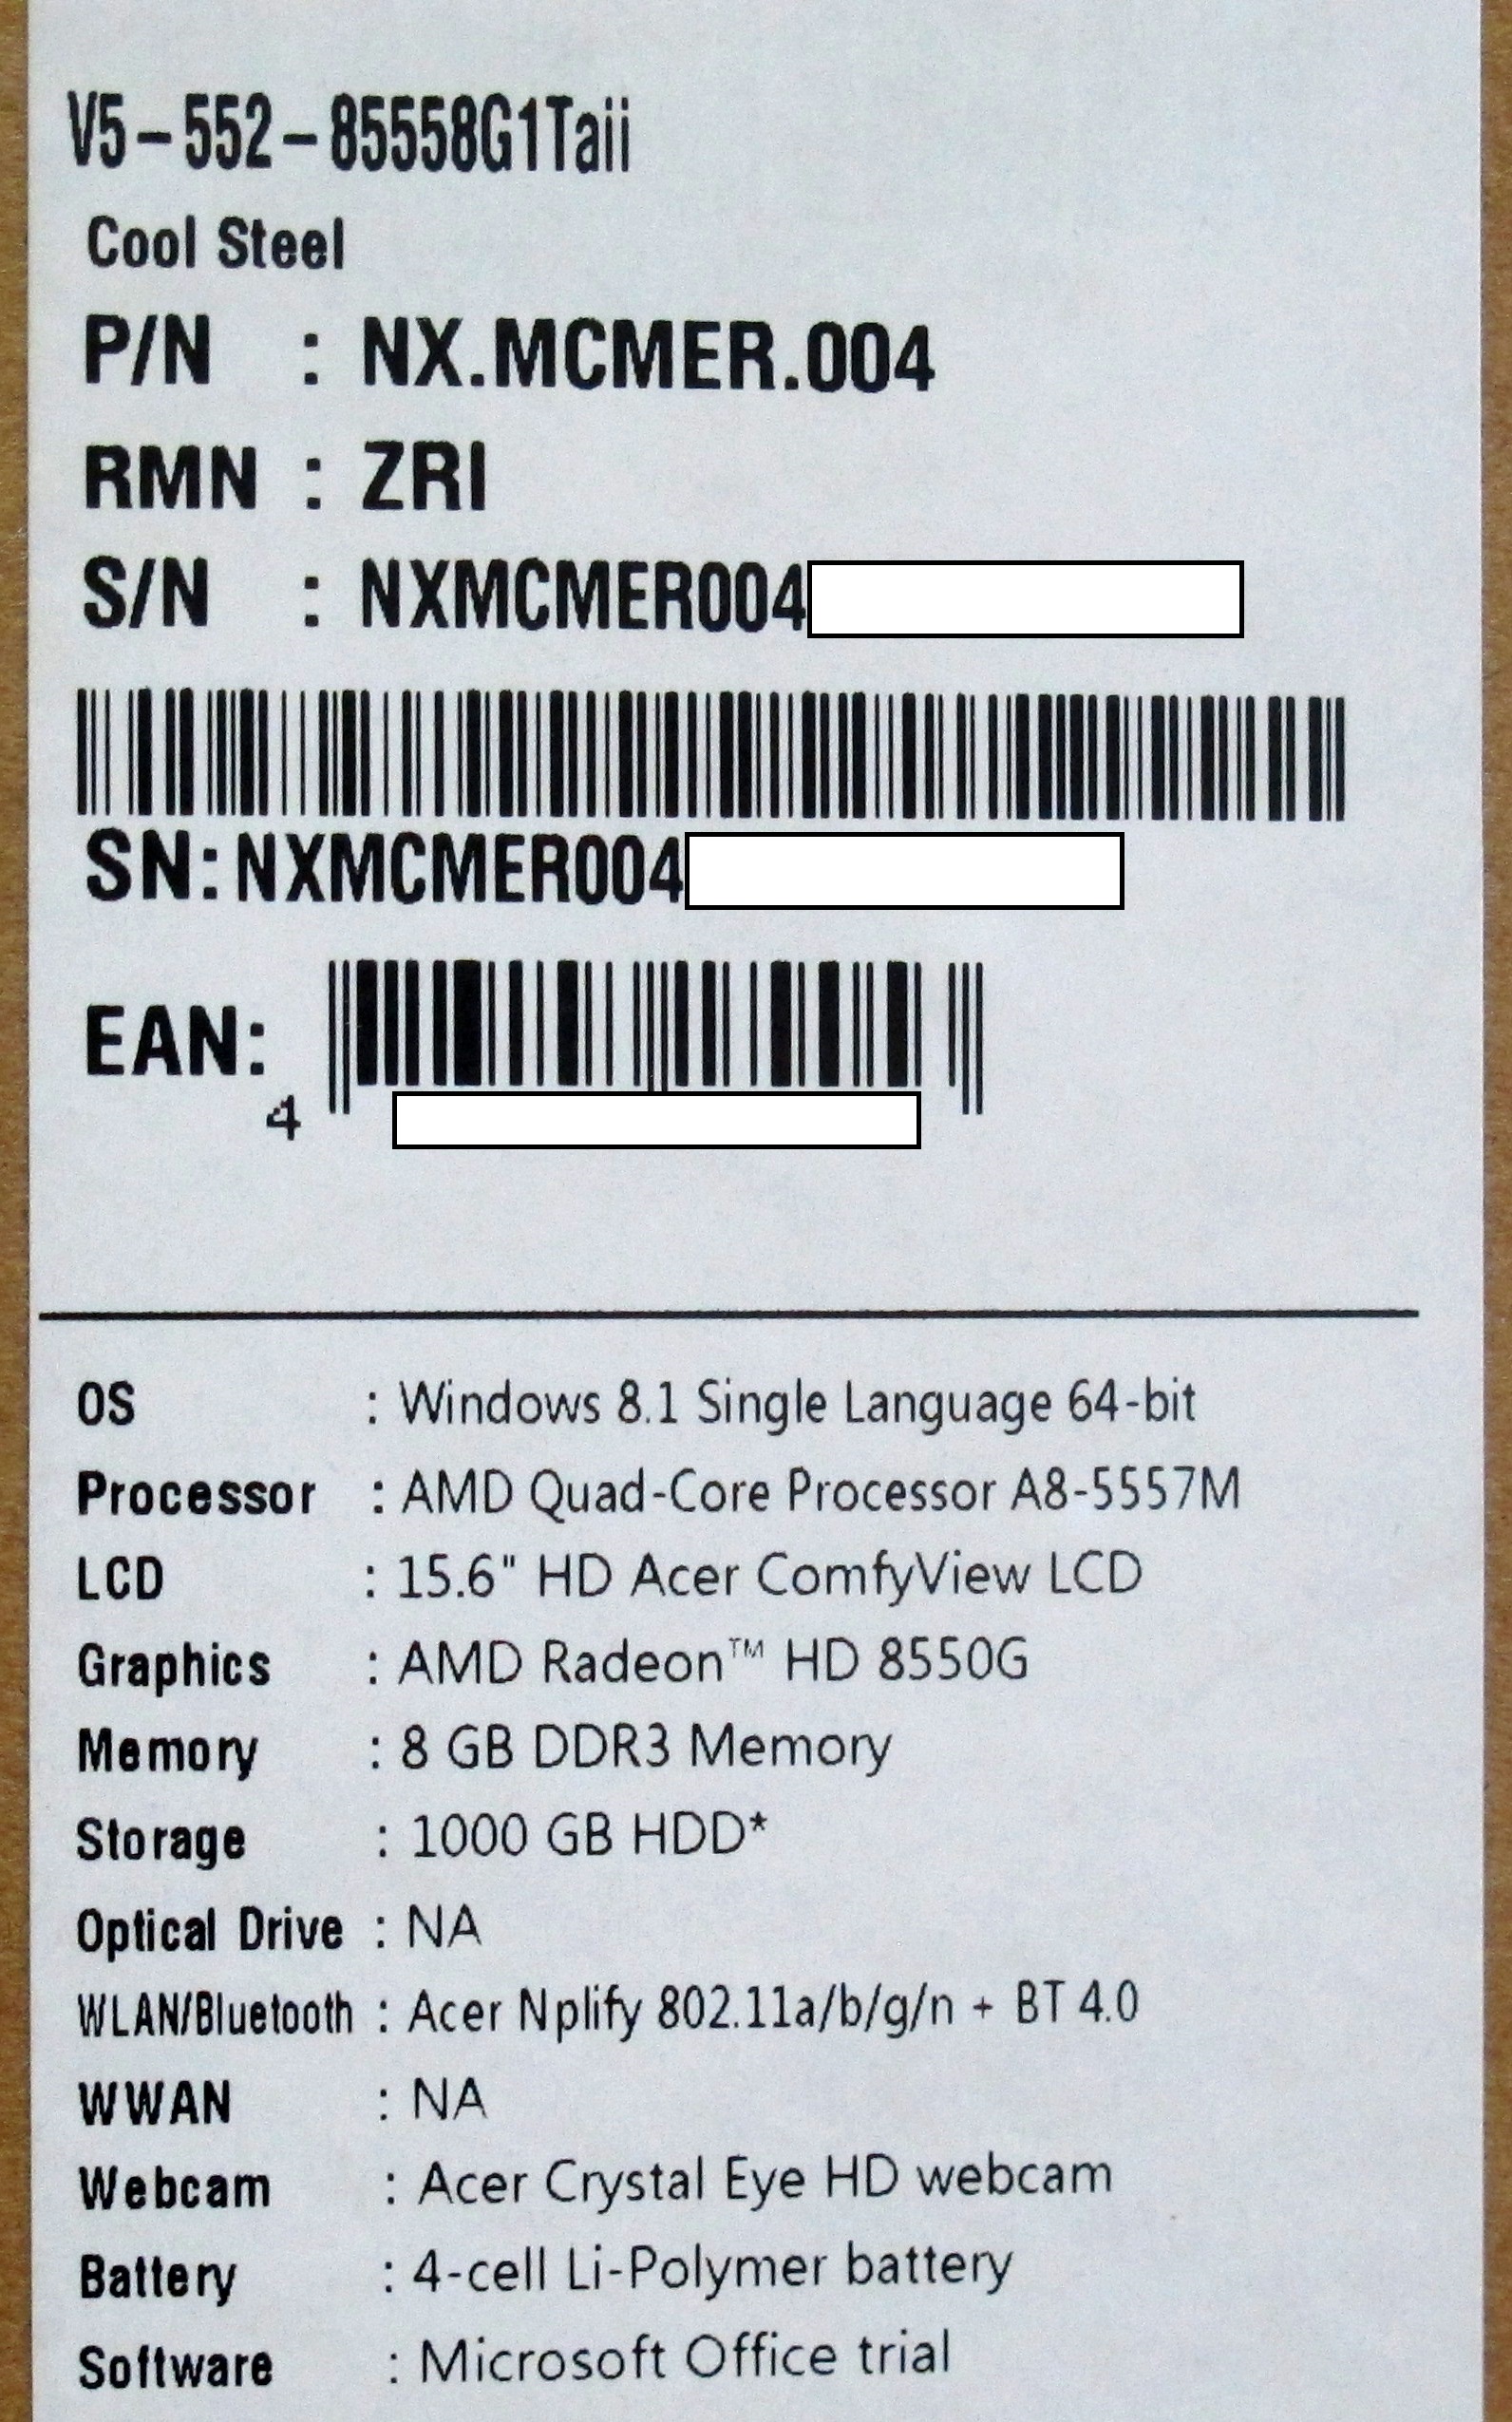 V5-552-85558G1Taii
Cool Steel
P/N : NX.MCMER.004
RMN : ZRI
S/N : NXMCMER004
SN:NXMCMER004
EAN:
4
OS : Windows 8.1 Single Language 64-bit
Processor : AMD Quad-Core Processor A8-5557M
LCD : 15.6" HD Acer ComfyView LCD
Graphics : AMD Radeon™ HD 8550G
Memory : 8 GB DDR3 Memory
Storage : 1000 GB HDD*
Optical Drive : NA
WLAN/Bluetooth : Acer Nplify 802.11a/b/g/n + BT 4.0
WWAN : NA
Webcam : Acer Crystal Eye HD webcam
Battery : 4-cell Li-Polymer battery
Software : Microsoft Office trial